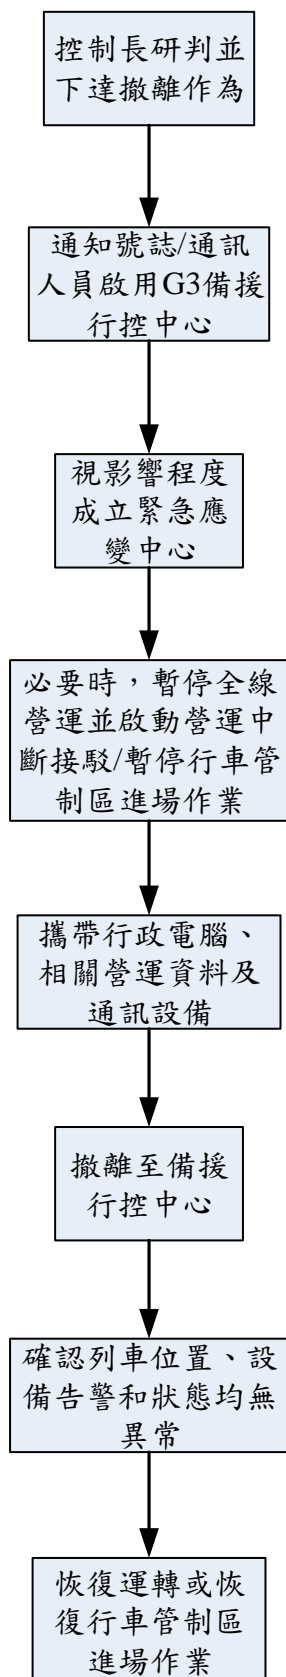 控制長研判並
下達撤離作為
通知號誌/通訊
人員啟用G3備援
行控中心
視影響程度
成立緊急應
變中心
必要時，暫停全線
營運並啟動營運中
斷接駁/暫停行車管
制區進場作業
攜帶行政電腦、
相關營運資料及
通訊設備
撤離至備援
行控中心
確認列車位置、設
備告警和狀態均無
異常
恢復運轉或恢
復行車管制區
進場作業